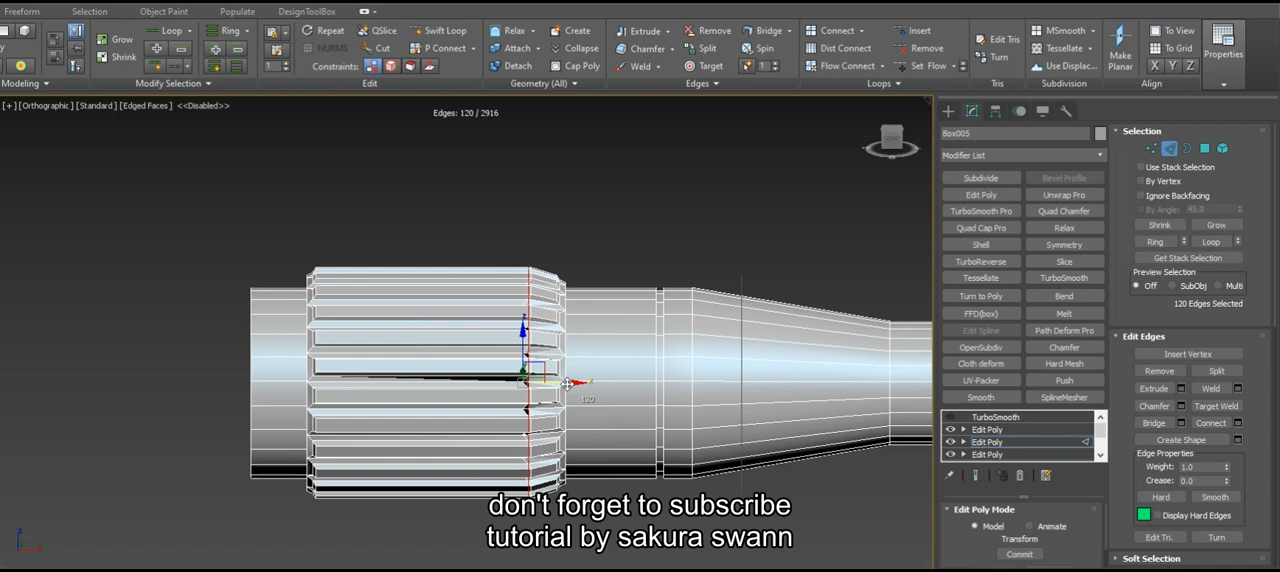 Freeform Selection Object Paint Populate DesignToolBox
Grow Loop Ring Repeat QSlice Swift Loop Relax Create Extrude Remove Bridge Connect Insert MSmooth To View
Shrink NURMS Cut P Connect Attach Collapse Chamfer Split Spin Dist Connect Remove Edit Tris Tessellate Make Planar To Grid Properties
1 Constraints: Detach Cap Poly Weld Target 1 Flow Connect Set Flow Turn Use Displac... X Y Z
Modeling Modify Selection Edit Geometry (All) Edges Loops Tris Subdivision Align
[+] [Orthographic] [Standard] [Edged Faces] <<Disabled>>
Edges: 120 / 2916
Box005
Modifier List
Subdivide Bevel Profile
Edit Poly Unwrap Pro
TurboSmooth Pro Quad Chamfer
Quad Cap Pro Relax
Shell Symmetry
TurboReverse Slice
Tessellate TurboSmooth
Turn to Poly Bend
FFD(box) Melt
Edit Spline Path Deform Pro
OpenSubdiv Chamfer
Cloth deform Hard Mesh
UV-Packer Push
Smooth SplineMesher
TurboSmooth
Edit Poly
Edit Poly
Edit Poly
Edit Poly Mode
Model Animate
Transform
Commit
Selection
Use Stack Selection
By Vertex
Ignore Backfacing
By Angle: 45.0
Shrink Grow
Ring Loop
Get Stack Selection
Preview Selection
Off SubObj Multi
120 Edges Selected
Edit Edges
Insert Vertex
Remove Split
Extrude Weld
Chamfer Target Weld
Bridge Connect
Create Shape
Edge Properties
Weight: 1.0
Crease: 0.0
Hard Smooth
Display Hard Edges
Edit Tri. Turn
Soft Selection
z
x
120
don't forget to subscribe
tutorial by sakura swann